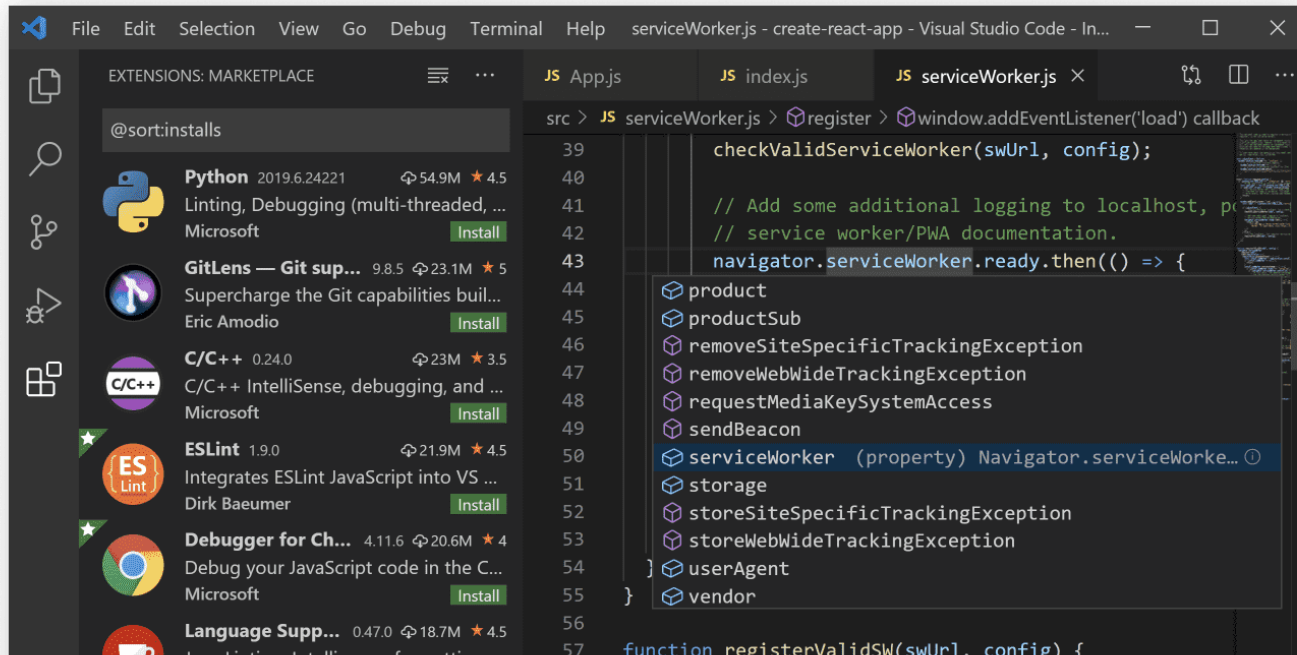 File Edit Selection View Go Debug Terminal Help serviceWorker.js - create-react-app - Visual Studio Code - In...
EXTENSIONS: MARKETPLACE
@sort:installs
Python 2019.6.24221 54.9M 4.5
Linting, Debugging (multi-threaded, ...
Microsoft Install
GitLens — Git sup... 9.8.5 23.1M 5
Supercharge the Git capabilities buil...
Eric Amodio Install
C/C++
C/C++ 0.24.0 23M 3.5
C/C++ IntelliSense, debugging, and ...
Microsoft Install
ES
Lint
ESLint 1.9.0 21.9M 4.5
Integrates ESLint JavaScript into VS ...
Dirk Baeumer Install
Debugger for Ch... 4.11.6 20.6M 4
Debug your JavaScript code in the C...
Microsoft Install
Language Supp... 0.47.0 18.7M 4.5
JS App.js JS index.js JS serviceWorker.js
src > JS serviceWorker.js > register > window.addEventListener('load') callback
39 checkValidServiceWorker(swUrl, config);
40
41 // Add some additional logging to localhost, po
42 // service worker/PWA documentation.
43 navigator.serviceWorker.ready.then(() => {
44 product
45 productSub
46 removeSiteSpecificTrackingException
47 removeWebWideTrackingException
48 requestMediaKeySystemAccess
49 sendBeacon
50 serviceWorker (property) Navigator.serviceWorke...
51 storage
52 storeSiteSpecificTrackingException
53 storeWebWideTrackingException
54 } userAgent
55 } vendor
56
57 function registerValidSW(swUrl, config) {